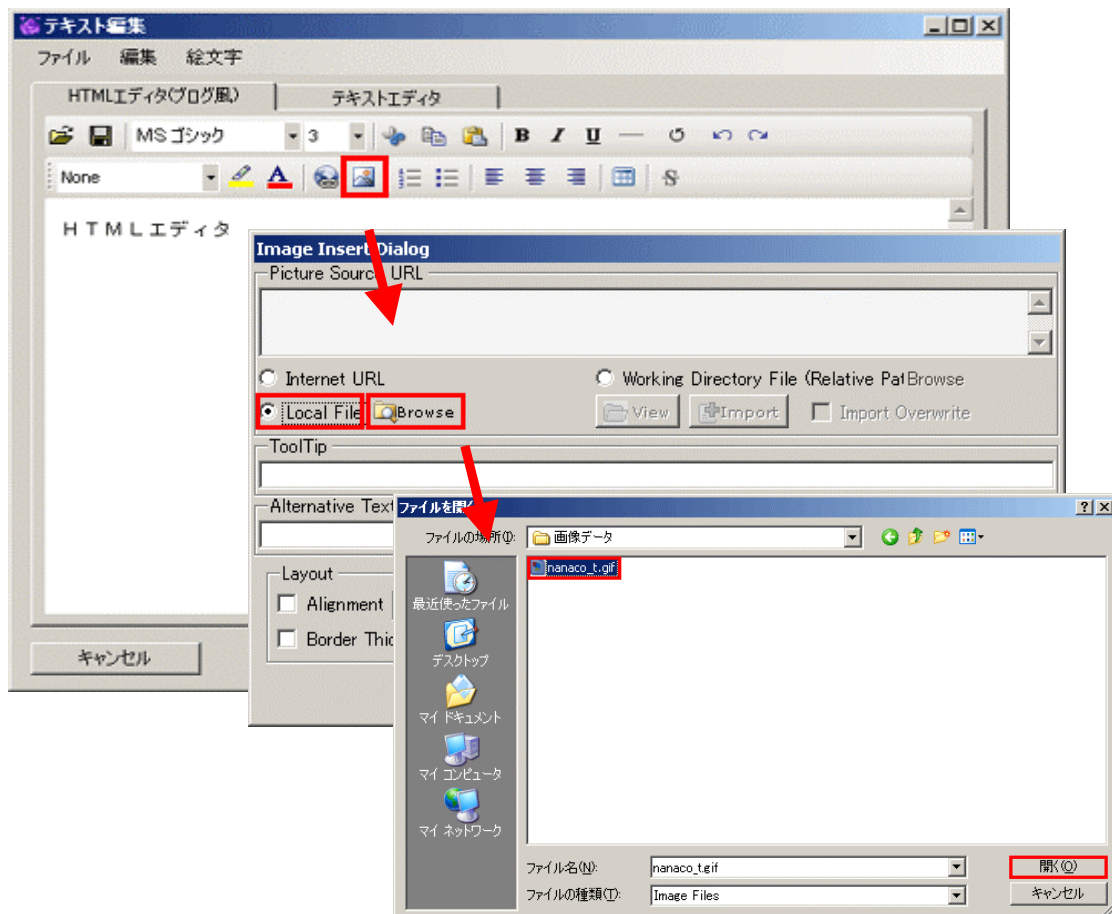 テキスト編集
ファイル 編集 絵文字
HTMLエディタ(ブログ風) テキストエディタ
MS ゴシック 3 B I U
None A S
HTMLエディタ
キャンセル
Image Insert Dialog
Picture Source URL
Internet URL Working Directory File (Relative Pat Browse
Local File Browse View Import Import Overwrite
ToolTip
Alternative Text
Layout
Alignment
Border Thic
ファイルを開く
ファイルの場所(I): 画像データ
nanaco_t.gif
最近使ったファイル
デスクトップ
マイ ドキュメント
マイ コンピュータ
マイ ネットワーク
ファイル名(N): nanaco_t.gif 開く(O)
ファイルの種類(T): Image Files キャンセル